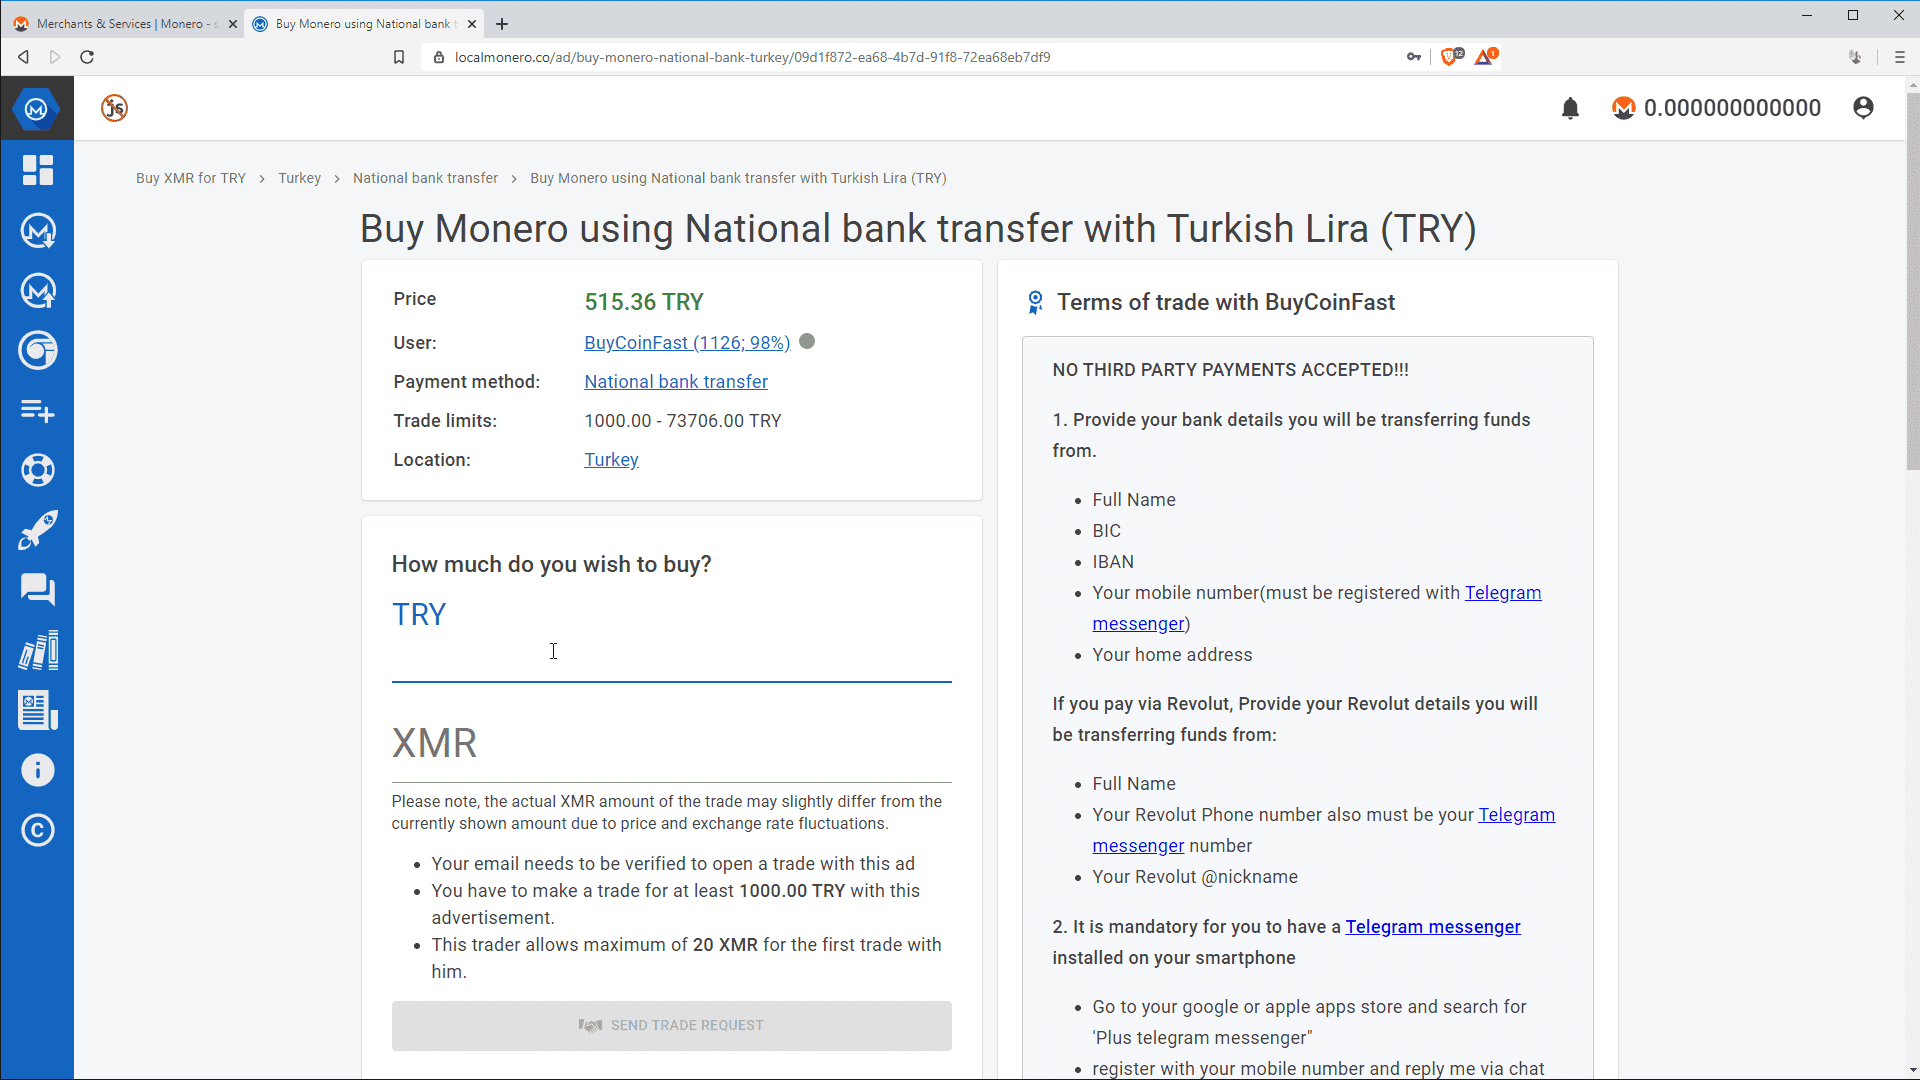 Merchants & Services | Monero - s
Buy Monero using National bank t
localmonero.co/ad/buy-monero-national-bank-turkey/09d1f872-ea68-4b7d-91f8-72ea68eb7df9
12
1
js
0.000000000000
Buy XMR for TRY > Turkey > National bank transfer > Buy Monero using National bank transfer with Turkish Lira (TRY)
Buy Monero using National bank transfer with Turkish Lira (TRY)
Price 515.36 TRY
User: BuyCoinFast (1126; 98%)
Payment method: National bank transfer
Trade limits: 1000.00 - 73706.00 TRY
Location: Turkey
How much do you wish to buy?
TRY
XMR
Please note, the actual XMR amount of the trade may slightly differ from the
currently shown amount due to price and exchange rate fluctuations.
• Your email needs to be verified to open a trade with this ad
• You have to make a trade for at least 1000.00 TRY with this
advertisement.
• This trader allows maximum of 20 XMR for the first trade with
him.
SEND TRADE REQUEST
Terms of trade with BuyCoinFast
NO THIRD PARTY PAYMENTS ACCEPTED!!!
1. Provide your bank details you will be transferring funds
from.
• Full Name
• BIC
• IBAN
• Your mobile number(must be registered with Telegram
messenger)
• Your home address
If you pay via Revolut, Provide your Revolut details you will
be transferring funds from:
• Full Name
• Your Revolut Phone number also must be your Telegram
messenger number
• Your Revolut @nickname
2. It is mandatory for you to have a Telegram messenger
installed on your smartphone
• Go to your google or apple apps store and search for
'Plus telegram messenger"
• register with your mobile number and reply me via chat